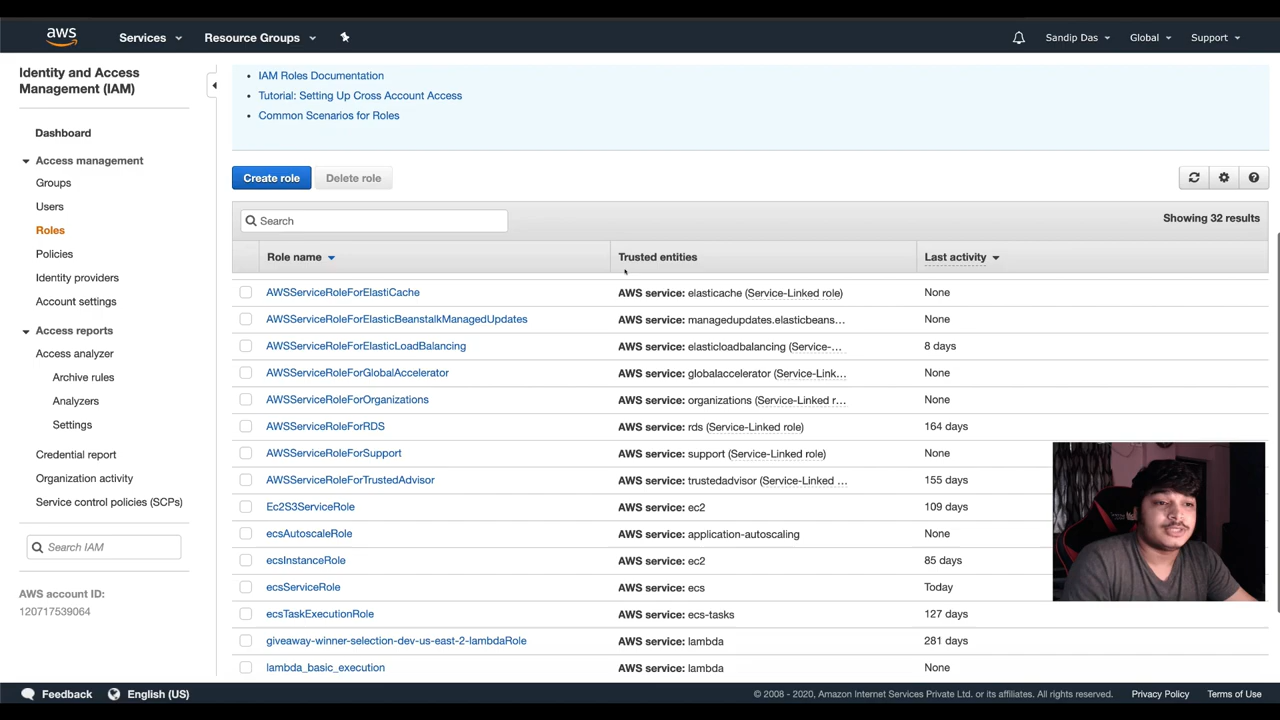 aws
Services
Resource Groups
Sandip Das
Global
Support
Identity and Access
Management (IAM)
Dashboard
Access management
Groups
Users
Roles
Policies
Identity providers
Account settings
Access reports
Access analyzer
Archive rules
Analyzers
Settings
Credential report
Organization activity
Service control policies (SCPs)
Search IAM
AWS account ID:
120717539064
IAM Roles Documentation
Tutorial: Setting Up Cross Account Access
Common Scenarios for Roles
Create role
Delete role
Search
Showing 32 results
Role name
Trusted entities
Last activity
AWSServiceRoleForElastiCache AWS service: elasticache (Service-Linked role) None
AWSServiceRoleForElasticBeanstalkManagedUpdates AWS service: managedupdates.elasticbeans... None
AWSServiceRoleForElasticLoadBalancing AWS service: elasticloadbalancing (Service-... 8 days
AWSServiceRoleForGlobalAccelerator AWS service: globalaccelerator (Service-Link... None
AWSServiceRoleForOrganizations AWS service: organizations (Service-Linked r... None
AWSServiceRoleForRDS AWS service: rds (Service-Linked role) 164 days
AWSServiceRoleForSupport AWS service: support (Service-Linked role) None
AWSServiceRoleForTrustedAdvisor AWS service: trustedadvisor (Service-Linked ... 155 days
Ec2S3ServiceRole AWS service: ec2 109 days
ecsAutoscaleRole AWS service: application-autoscaling None
ecsInstanceRole AWS service: ec2 85 days
ecsServiceRole AWS service: ecs Today
ecsTaskExecutionRole AWS service: ecs-tasks 127 days
giveaway-winner-selection-dev-us-east-2-lambdaRole AWS service: lambda 281 days
lambda_basic_execution AWS service: lambda None
Feedback
English (US)
© 2008 - 2020, Amazon Internet Services Private Ltd. or its affiliates. All rights reserved.
Privacy Policy
Terms of Use